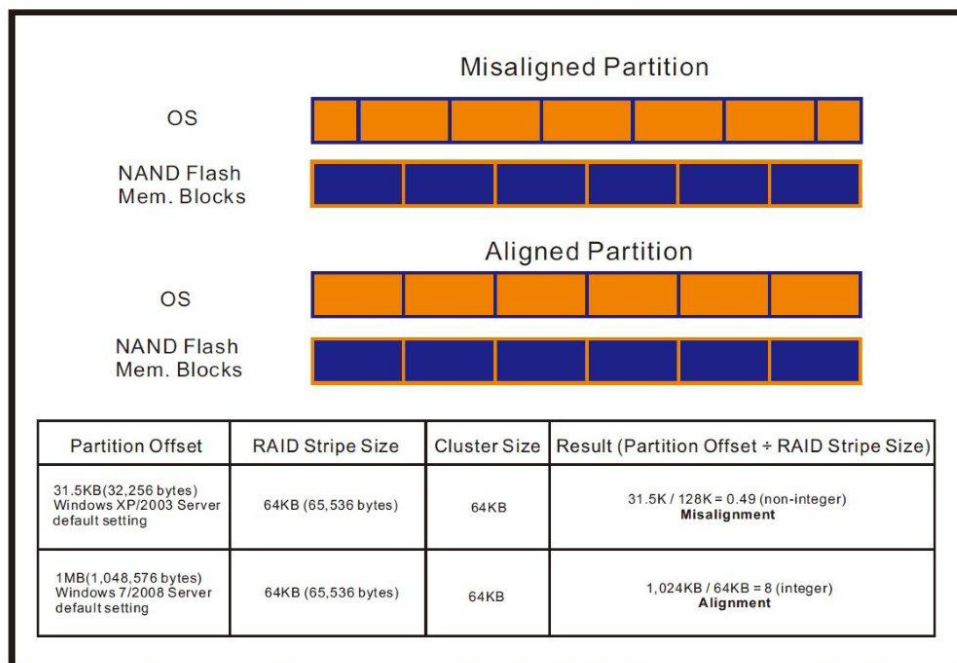 Misaligned Partition
OS
NAND Flash
Mem. Blocks
Aligned Partition
OS
NAND Flash
Mem. Blocks
Partition Offset
RAID Stripe Size
Cluster Size
Result (Partition Offset ÷ RAID Stripe Size)
31.5KB(32,256 bytes)
Windows XP/2003 Server
default setting
64KB (65,536 bytes)
64KB
31.5K / 128K = 0.49 (non-integer)
Misalignment
1MB(1,048,576 bytes)
Windows 7/2008 Server
default setting
64KB (65,536 bytes)
64KB
1,024KB / 64KB = 8 (integer)
Alignment